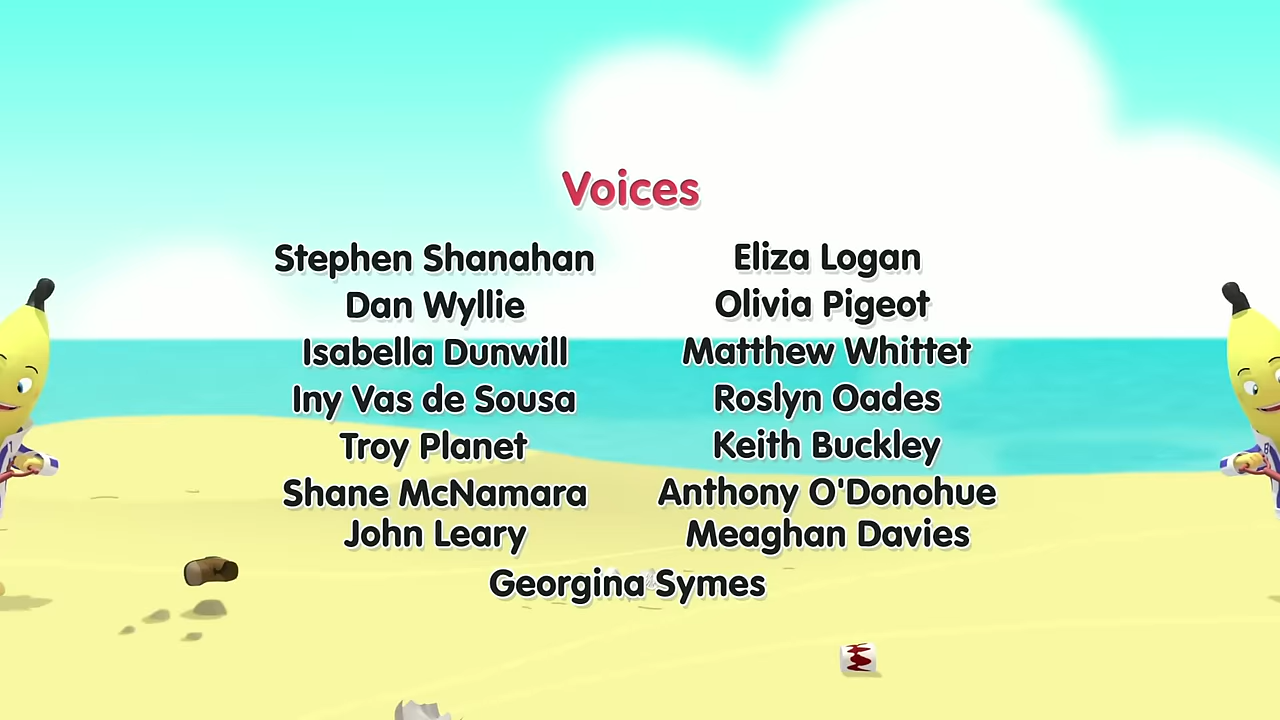 Voices
Stephen Shanahan Eliza Logan
Dan Wyllie Olivia Pigeot
Isabella Dunwill Matthew Whittet
Iny Vas de Sousa Roslyn Oades
Troy Planet Keith Buckley
Shane McNamara Anthony O'Donohue
John Leary Meaghan Davies
Georgina Symes